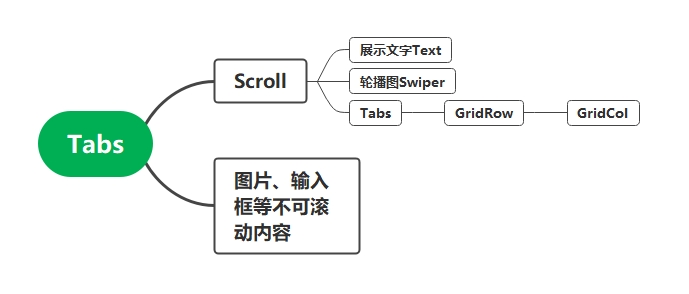 Tabs
Scroll
展示文字Text
轮播图Swiper
Tabs
GridRow
GridCol
图片、输入
框等不可滚
动内容